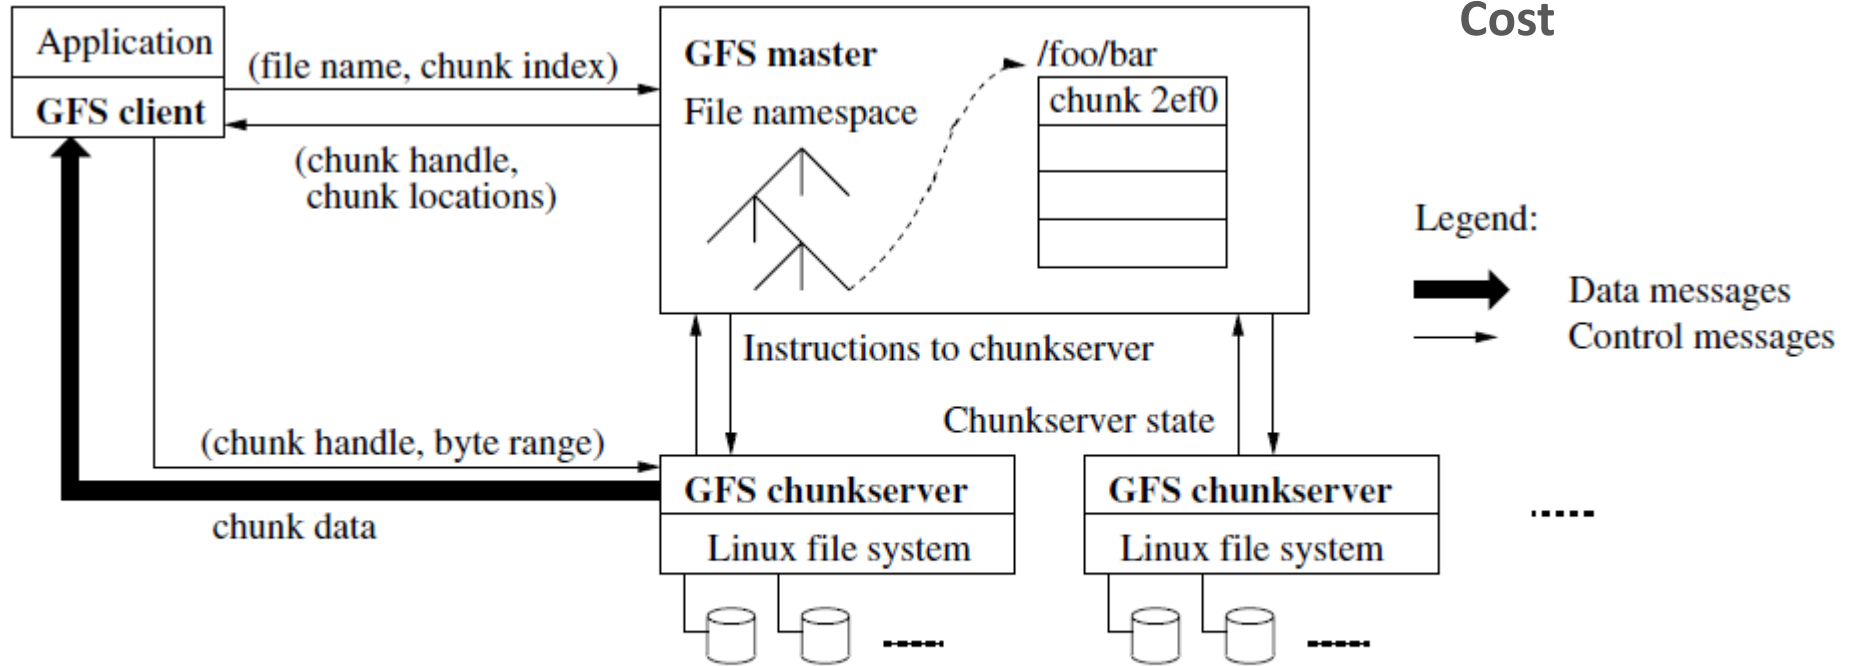 Cost
Application
GFS client
(file name, chunk index)
(chunk handle,
chunk locations)
GFS master
File namespace
/foo/bar
chunk 2ef0
Legend:
Data messages
Control messages
Instructions to chunkserver
Chunkserver state
(chunk handle, byte range)
chunk data
GFS chunkserver
Linux file system
GFS chunkserver
Linux file system